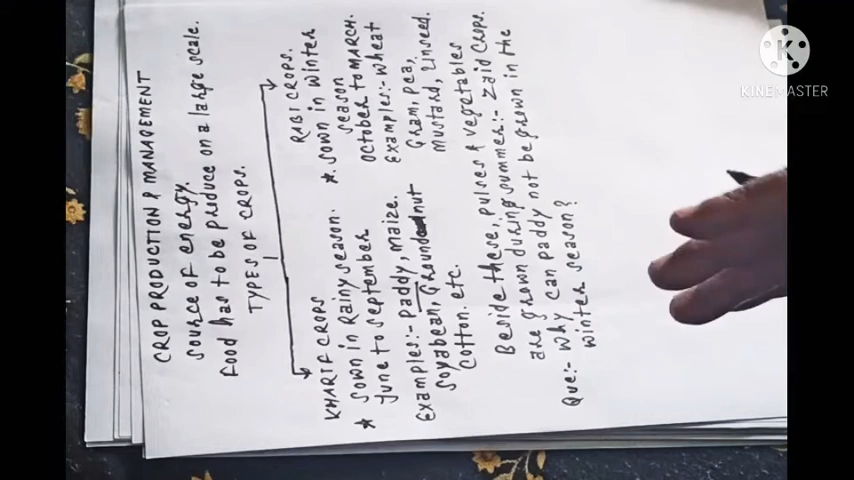 CROP PRODUCTION & MANAGEMENT
source of energy.
Food has to be produce on a large scale.
TYPES OF CROPS.
KHARIF CROPS
* sown in Rainy season.
June to september
Examples:- Paddy, maize.
soyabean, Groundnut
cotton. etc.
RABI CROPS.
*. sown in winter
season
October to MARCH.
Examples:- wheat
Gram, pea,
mustard, Linseed.
Beside these, pulses & vegetables
are grown during summer:- Zaid crops.
Que:- Why can paddy not be grown in the
winter season?
KINEMASTER